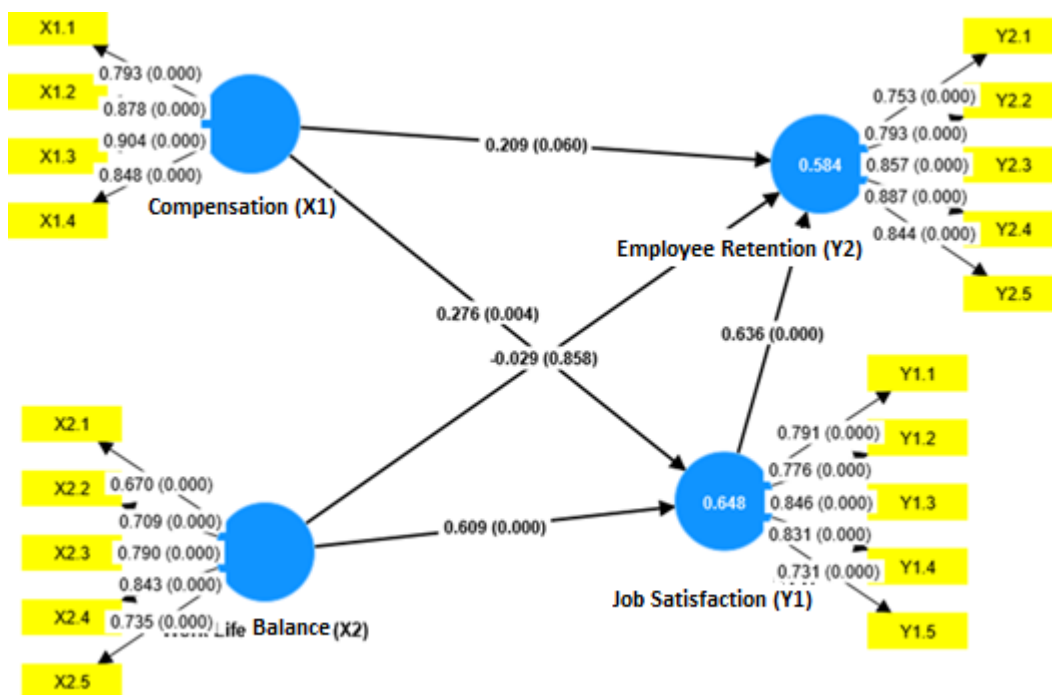 X1.1
0.793 (0.000)
X1.2
0.878 (0.000)
X1.3
0.904 (0.000)
0.848 (0.000)
X1.4
Compensation (X1)
0.209 (0.060)
0.584
Employee Retention (Y2)
Y2.1
0.753 (0.000)
Y2.2
0.793 (0.000)
Y2.3
0.857 (0.000)
0.887 (0.000)
Y2.4
0.844 (0.000)
Y2.5
0.276 (0.004)
-0.029 (0.858)
0.636 (0.000)
X2.1
0.670 (0.000)
X2.2
0.709 (0.000)
X2.3
0.790 (0.000)
0.843 (0.000)
X2.4
0.735 (0.000)
Life Balance (X2)
X2.5
0.609 (0.000)
0.648
Job Satisfaction (Y1)
Y1.1
0.791 (0.000)
Y1.2
0.776 (0.000)
Y1.3
0.846 (0.000)
0.831 (0.000)
Y1.4
0.731 (0.000)
Y1.5